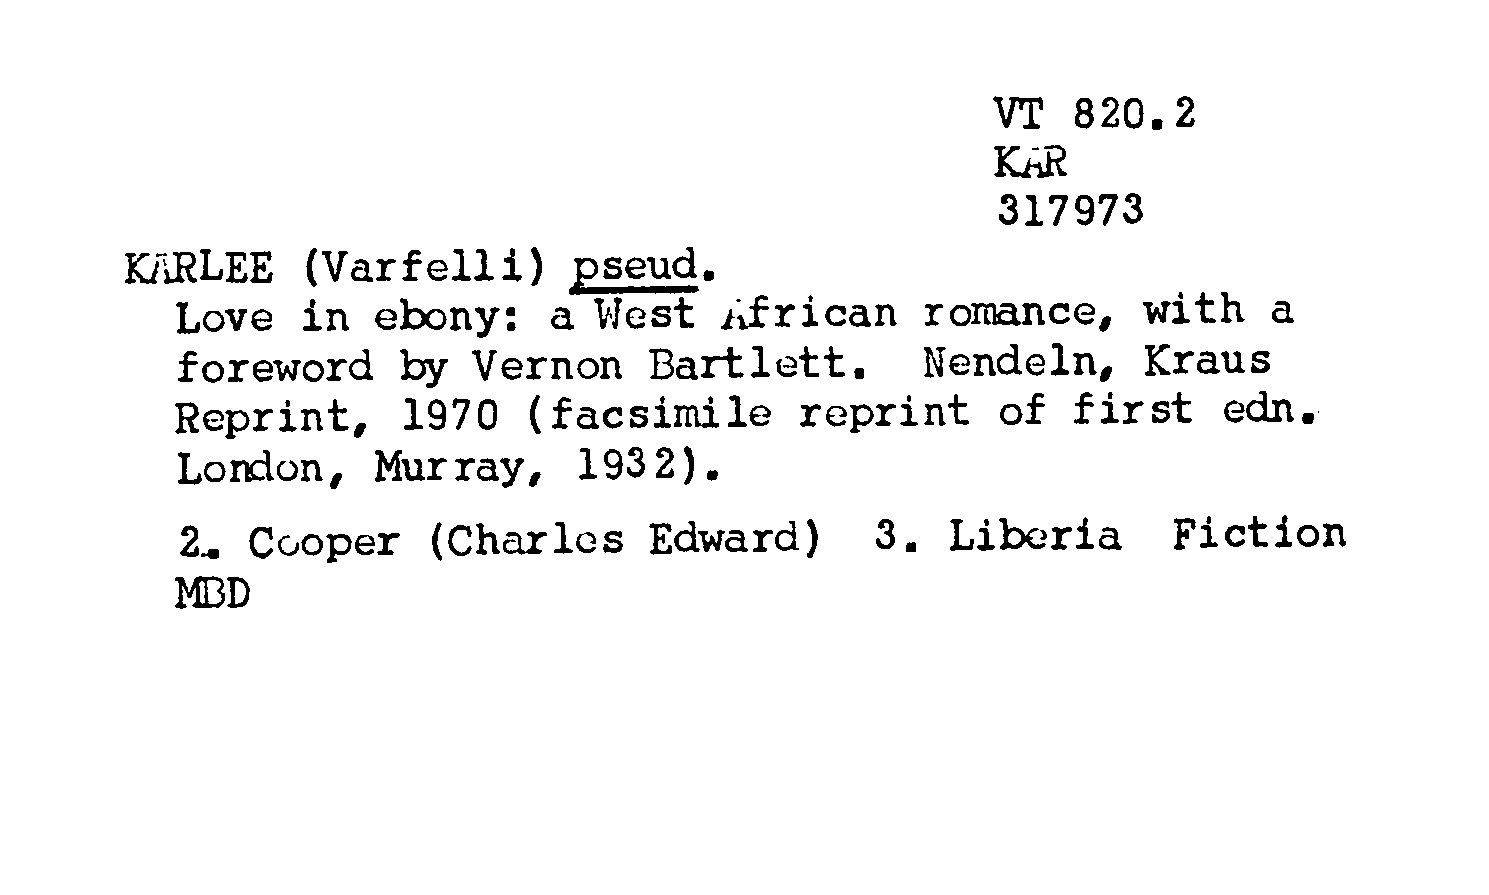 VT 820.2
KAR
317973
KARLEE (Varfelli) pseud.
Love in ebony: a West African romance, with a
foreword by Vernon Bartlett. Nendeln, Kraus
Reprint, 1970 (facsimile reprint of first edn.
London, Murray, 1932).
2. Cooper (Charles Edward) 3. Liberia Fiction
MBD